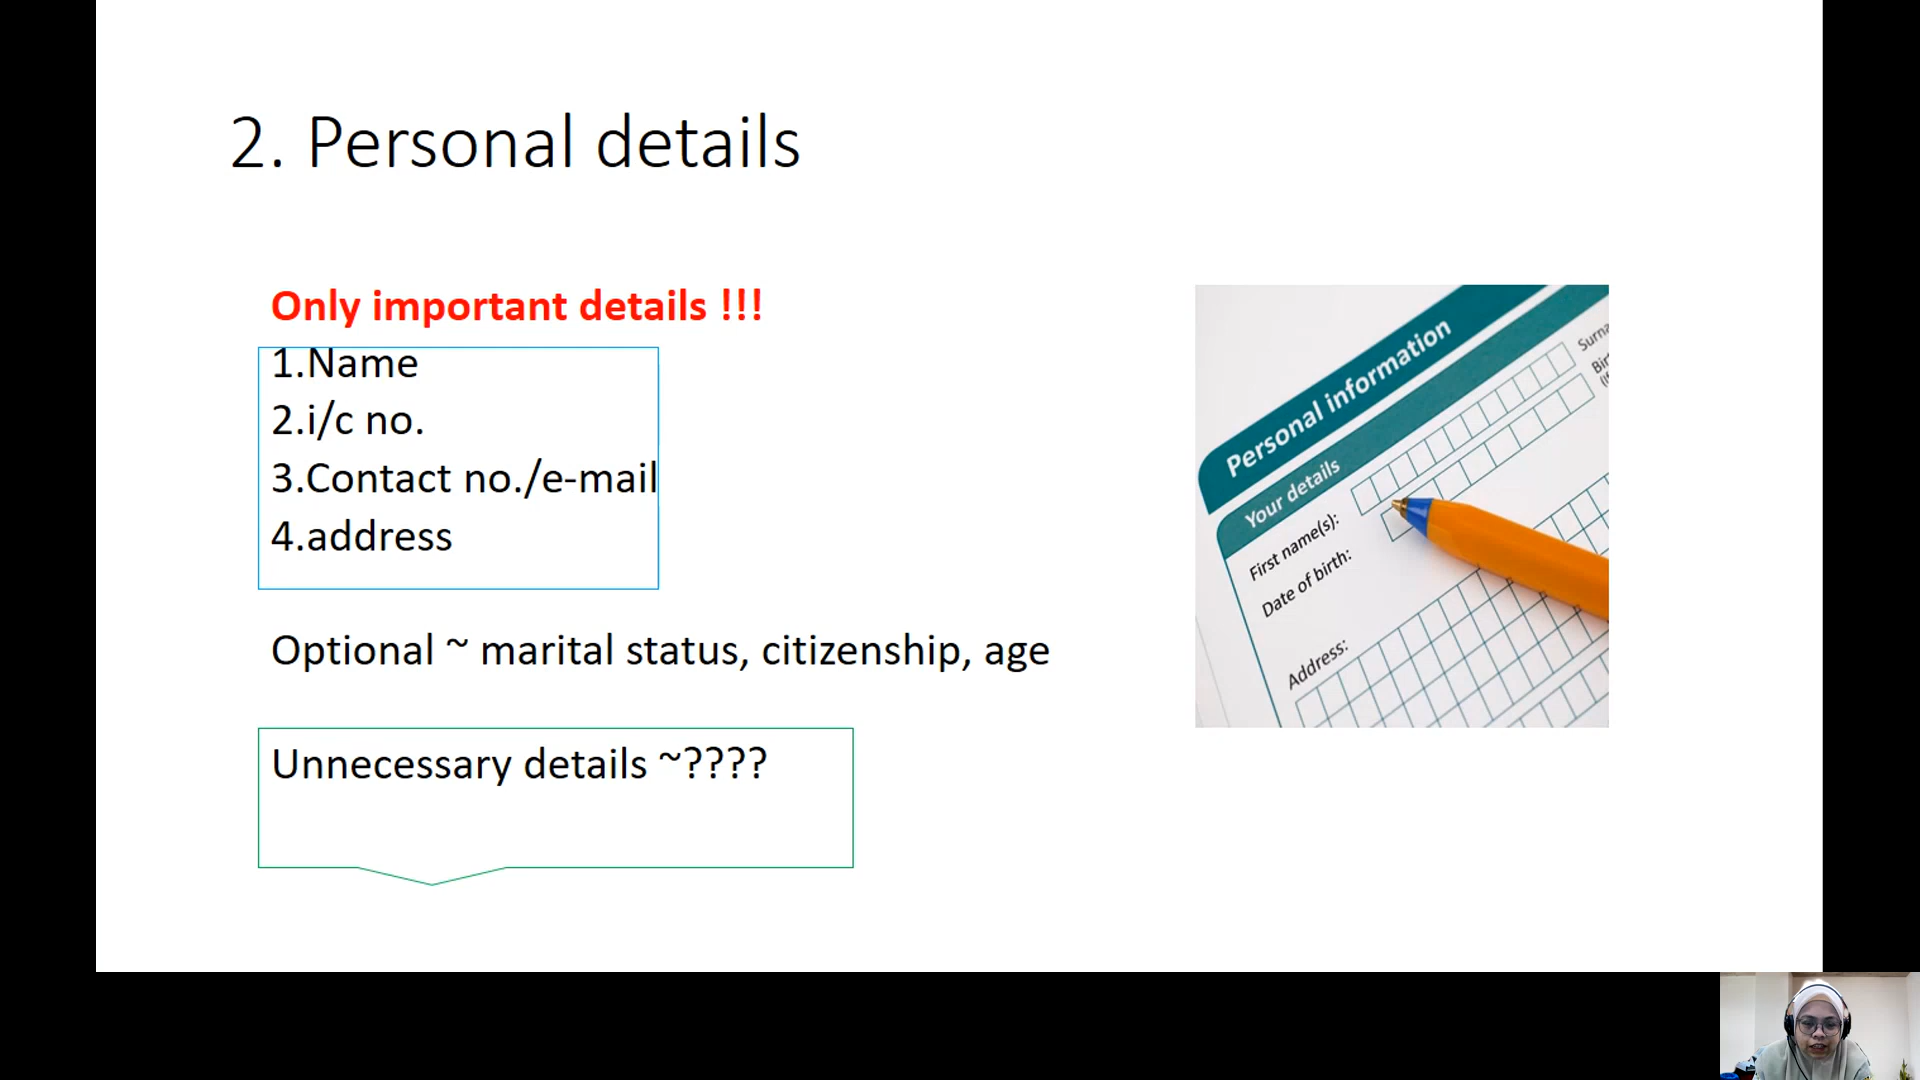 2. Personal details
Only important details !!!
1.Name
2.i/c no.
3.Contact no./e-mail
4.address
Optional ~ marital status, citizenship, age
Unnecessary details ~????
Personal information
Your details
First name(s):
Date of birth:
Address: